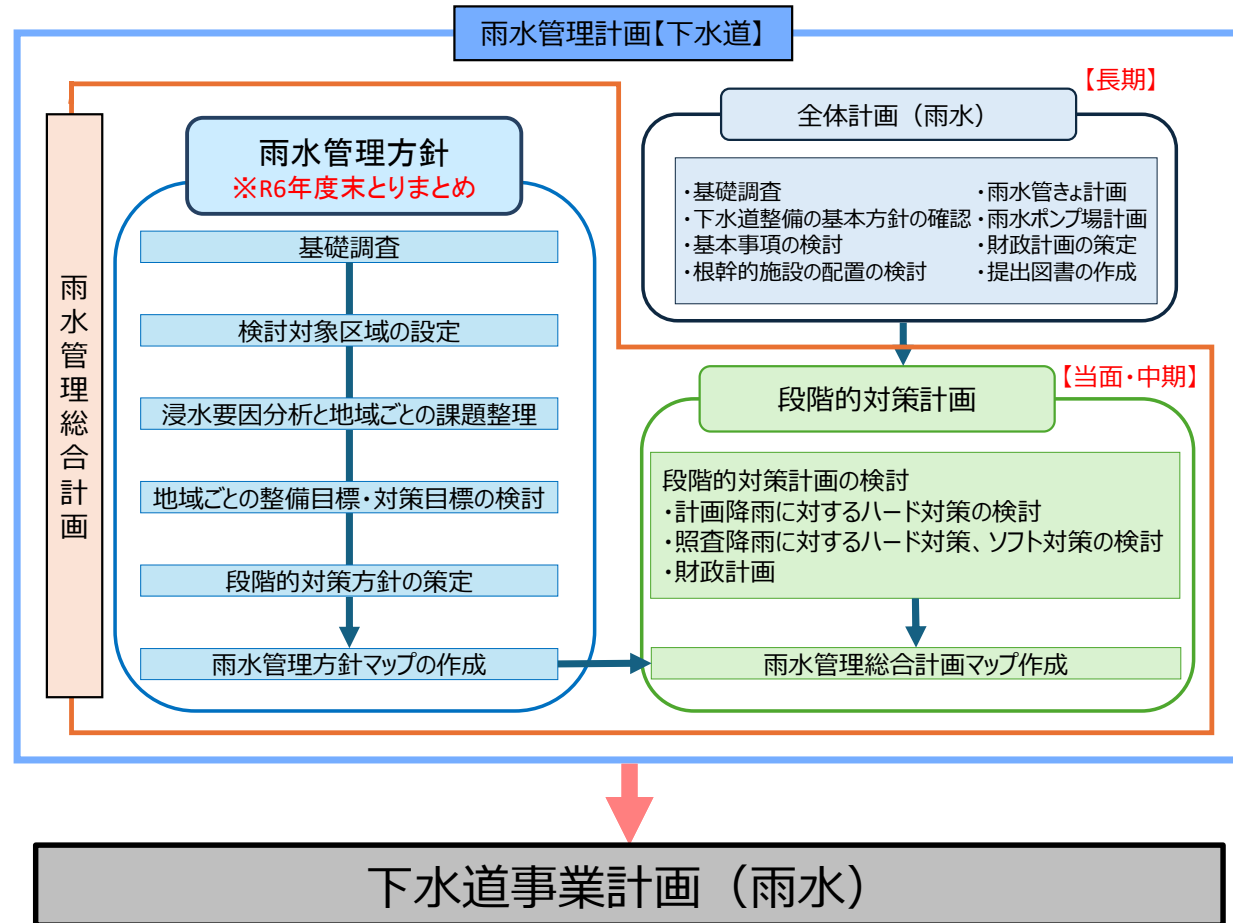 雨水管理計画【下水道】
雨水管理総合計画
雨水管理方針
※R6年度末とりまとめ
基礎調査
検討対象区域の設定
浸水要因分析と地域ごとの課題整理
地域ごとの整備目標・対策目標の検討
段階的対策方針の策定
雨水管理方針マップの作成
【長期】
全体計画（雨水）
・基礎調査
・下水道整備の基本方針の確認
・基本事項の検討
・根幹的施設の配置の検討
・雨水管きょ計画
・雨水ポンプ場計画
・財政計画の策定
・提出図書の作成
【当面・中期】
段階的対策計画
段階的対策計画の検討
・計画降雨に対するハード対策の検討
・照査降雨に対するハード対策、ソフト対策の検討
・財政計画
雨水管理総合計画マップ作成
下水道事業計画（雨水）